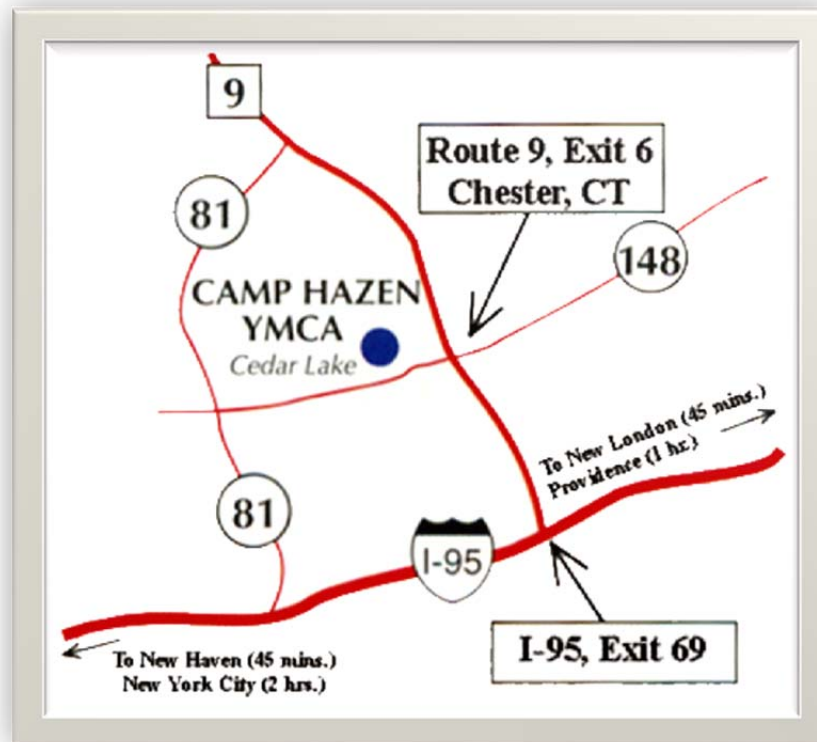 9
Route 9, Exit 6
Chester, CT
81
148
CAMP HAZEN
YMCA
Cedar Lake
To New London (45 mins.)
Providence (1 hr.)
81
I-95
I-95, Exit 69
To New Haven (45 mins.)
New York City (2 hrs.)